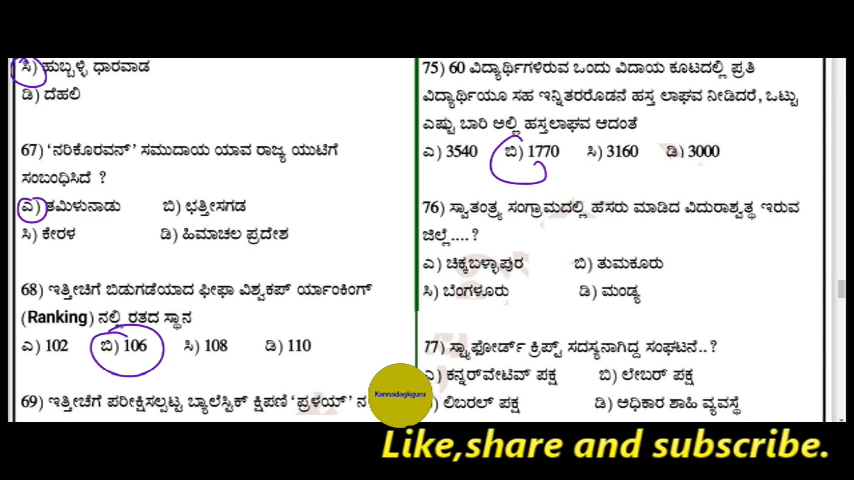 ಸಿ) ಹುಬ್ಬಳ್ಳಿ ಧಾರವಾಡ
ಡಿ) ದೆಹಲಿ
67) ‘ನರಿಕೊರವನ್’ ಸಮುದಾಯ ಯಾವ ರಾಜ್ಯ ಯುಟಿಗೆ
ಸಂಬಂಧಿಸಿದೆ ?
ಎ) ತಮಿಳುನಾಡು ಬಿ) ಛತ್ತೀಸಗಡ
ಸಿ) ಕೇರಳ ಡಿ) ಹಿಮಾಚಲ ಪ್ರದೇಶ
68) ಇತ್ತೀಚಿಗೆ ಬಿಡುಗಡೆಯಾದ ಫೀಫಾ ವಿಶ್ವಕಪ್ ರ‍್ಯಾಂಕಿಂಗ್
(Ranking) ನಲ್ಲಿ ರತದ ಸ್ಥಾನ
ಎ) 102 ಬಿ) 106 ಸಿ) 108 ಡಿ) 110
69) ಇತ್ತೀಚೆಗೆ ಪರೀಕ್ಷಿಸಲ್ಪಟ್ಟ ಬ್ಯಾಲೆಸ್ಟಿಕ್ ಕ್ಷಿಪಣಿ ‘ಪ್ರಳಯ್’ ನ
75) 60 ವಿದ್ಯಾರ್ಥಿಗಳಿರುವ ಒಂದು ವಿದಾಯ ಕೂಟದಲ್ಲಿ ಪ್ರತಿ
ವಿದ್ಯಾರ್ಥಿಯೂ ಸಹ ಇನ್ನಿತರರೊಡನೆ ಹಸ್ತ ಲಾಘವ ನೀಡಿದರೆ, ಒಟ್ಟು
ಎಷ್ಟು ಬಾರಿ ಅಲ್ಲಿ ಹಸ್ತಲಾಘವ ಆದಂತೆ
ಎ) 3540 ಬಿ) 1770 ಸಿ) 3160 ಡಿ) 3000
76) ಸ್ವಾತಂತ್ರ್ಯ ಸಂಗ್ರಾಮದಲ್ಲಿ ಹೆಸರು ಮಾಡಿದ ವಿದುರಾಶ್ವತ್ಥ ಇರುವ
ಜಿಲ್ಲೆ....?
ಎ) ಚಿಕ್ಕಬಳ್ಳಾಪುರ ಬಿ) ತುಮಕೂರು
ಸಿ) ಬೆಂಗಳೂರು ಡಿ) ಮಂಡ್ಯ
77) ಸ್ಟ್ಯಾಫೋರ್ಡ್ ಕ್ರಿಪ್ಸ್ ಸದಸ್ಯನಾಗಿದ್ದ ಸಂಘಟನೆ..?
ಎ) ಕನ್ಸರ್‌ವೇಟಿವ್ ಪಕ್ಷ ಬಿ) ಲೇಬರ್ ಪಕ್ಷ
ಲಿಬರಲ್ ಪಕ್ಷ ಡಿ) ಅಧಿಕಾರ ಶಾಹಿ ವ್ಯವಸ್ಥೆ
Kannadagkguru
Like,share and subscribe.